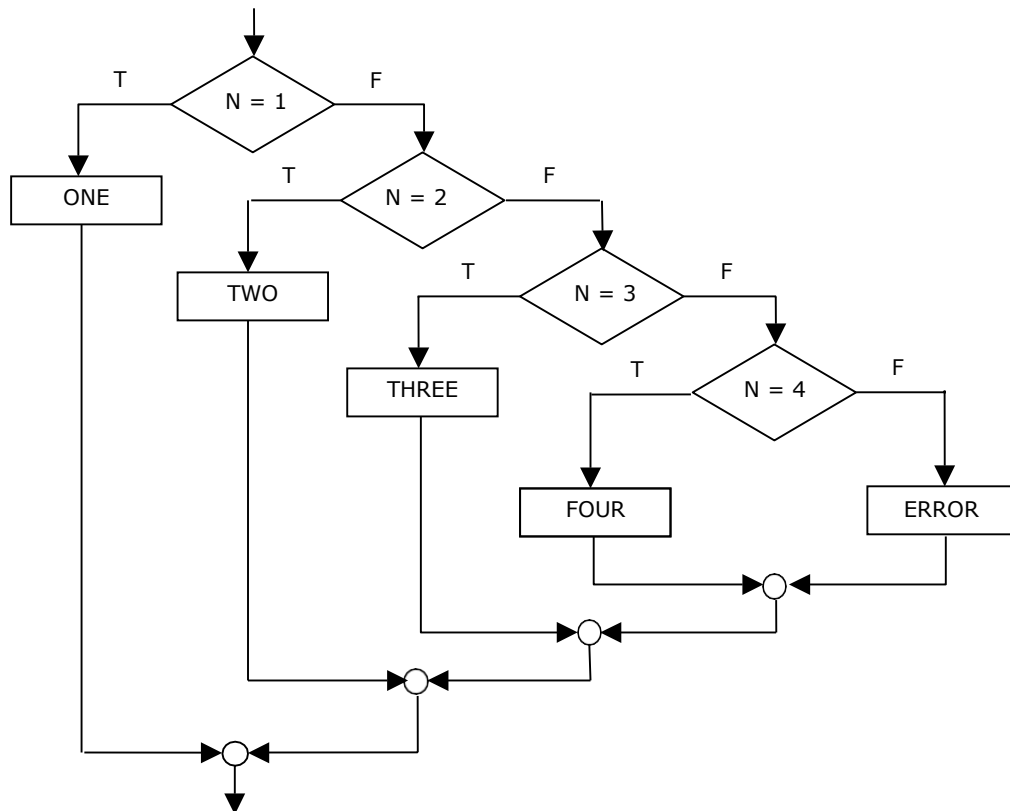 T
F
N = 1
ONE
T
F
N = 2
TWO
T
F
N = 3
THREE
T
F
N = 4
FOUR
ERROR